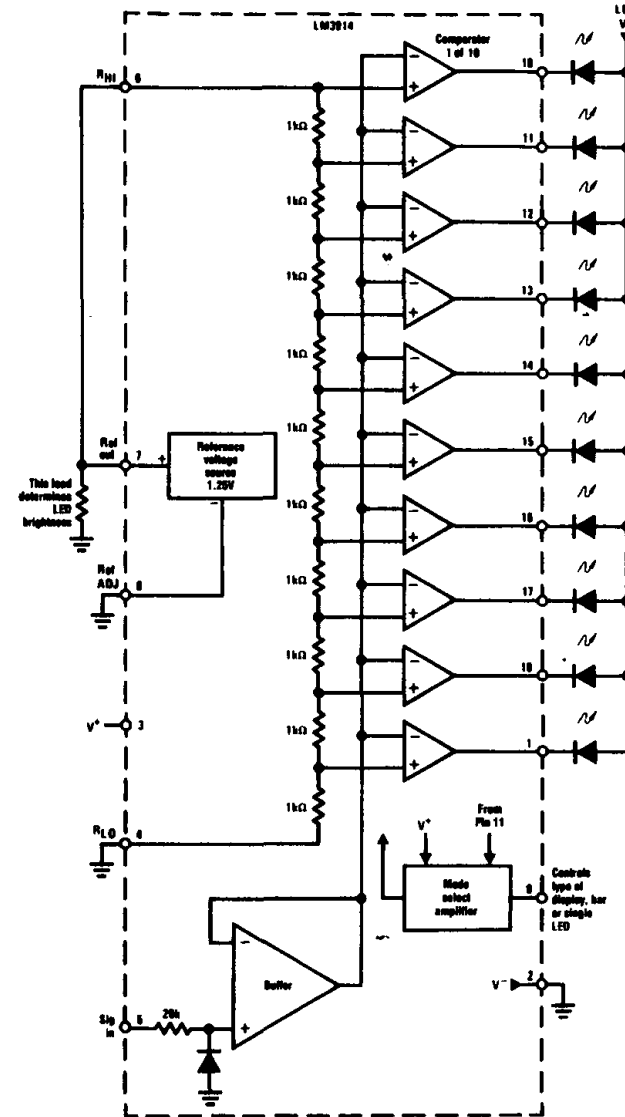 LM3914
Comparator
1 of 10
R HI
6
−
+
10
1kΩ
−
+
11
1kΩ
−
+
12
1kΩ
−
+
13
1kΩ
−
+
14
1kΩ
−
+
15
Ref
out
7
+
Reference
voltage
source
1.25V
−
This load
determines
LED
brightness
1kΩ
−
+
16
Ref
ADJ
8
1kΩ
−
+
17
1kΩ
−
+
18
V+
3
1kΩ
−
+
1
1kΩ
R LO
4
V+
From
Pin 11
Mode
select
amplifier
9
Controls
type of
display, bar
or single
LED
−
Buffer
+
V−
2
Sig
in
5
20k